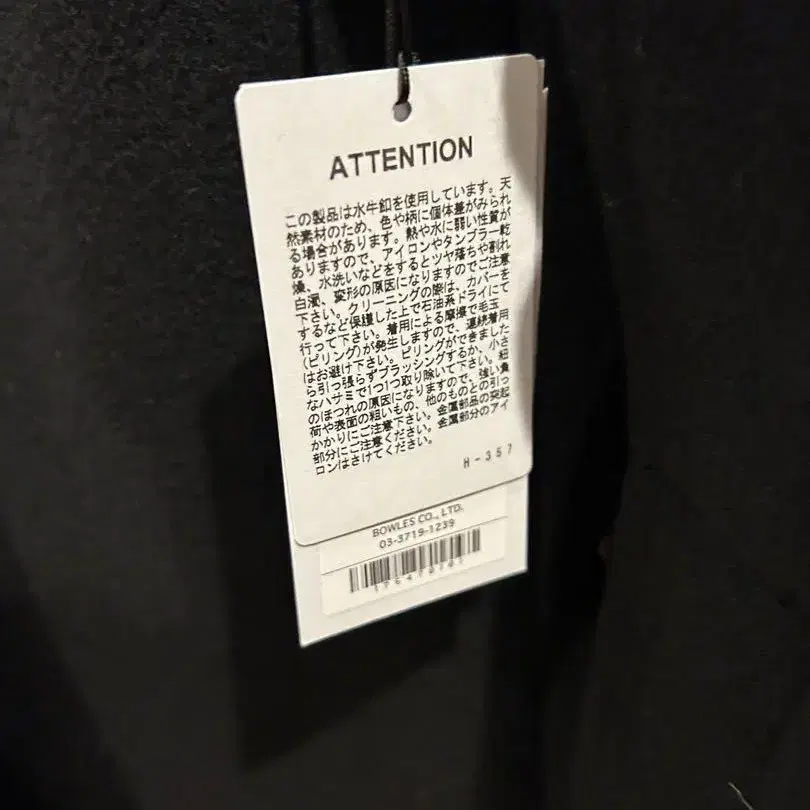 ATTENTION
この製品は水牛釦を使用しています。天
然素材のため、色や柄に個体差がみられ
る場合があります。熱や水に弱い性質が
ありますので、アイロンやタンブラー乾
燥、水洗いなどをするとツヤ落ちや割れ
白濁、変形の原因になりますのでご注意
下さい。クリーニングの際は、カバーを
するなど保護した上で石油系ドライにて
行って下さい。着用による摩擦で毛玉
(ピリング)が発生しますので、連続着用
はお避け下さい。ピリングができました
ら引っ張らずブラッシングするか、小さ
なハサミで1つ1つ取り除いて下さい。紐
のほつれの原因になりますので、強い負
荷や表面の粗いもの、他のものとの引っ
かかりにご注意下さい。金属部品の突起
部分にご注意ください。金属部分のアイ
ロンはさけてください。
H-357
BOWLES CO., LTD.
03-3719-1239